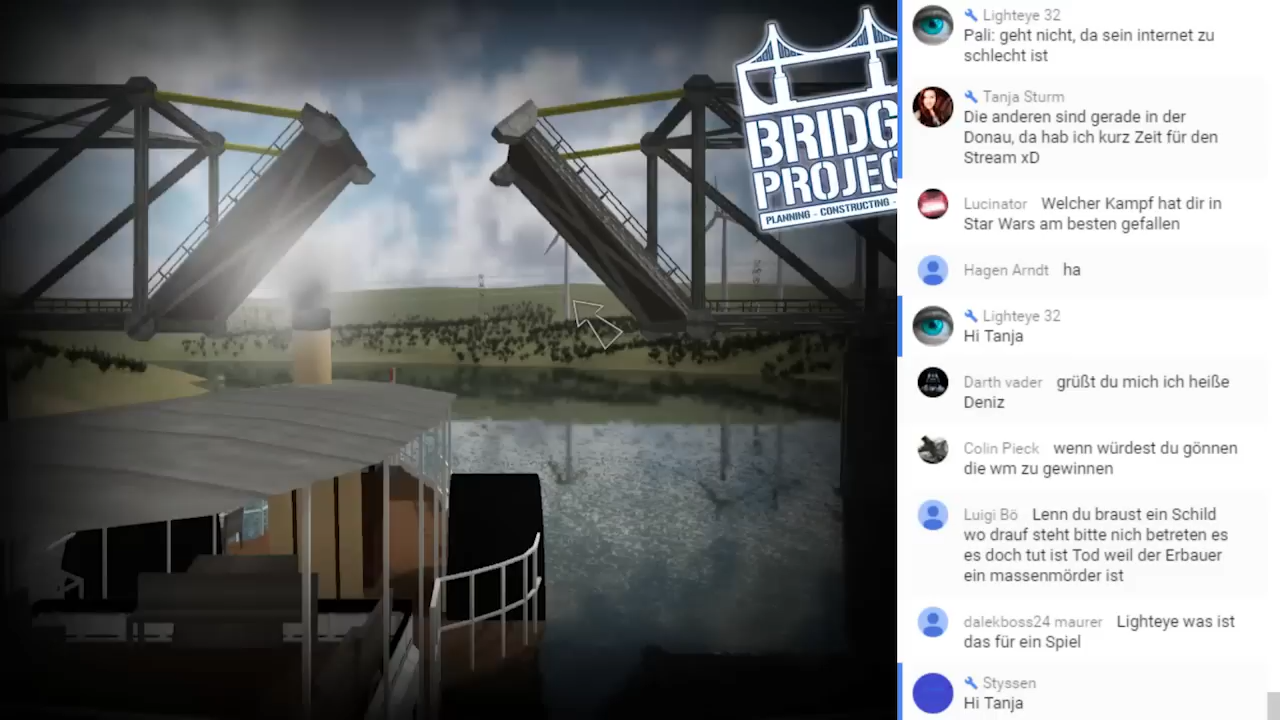 BRIDG
PROJEC
PLANNING - CONSTRUCTING -
Lighteye 32
Pali: geht nicht, da sein internet zu
schlecht ist
Tanja Sturm
Die anderen sind gerade in der
Donau, da hab ich kurz Zeit für den
Stream xD
Lucinator Welcher Kampf hat dir in
Star Wars am besten gefallen
Hagen Arndt ha
Lighteye 32
Hi Tanja
Darth vader grüßt du mich ich heiße
Deniz
Colin Pieck wenn würdest du gönnen
die wm zu gewinnen
Luigi Bö Lenn du braust ein Schild
wo drauf steht bitte nich betreten es
es doch tut ist Tod weil der Erbauer
ein massenmörder ist
dalekboss24 maurer Lighteye was ist
das für ein Spiel
Styssen
Hi Tanja